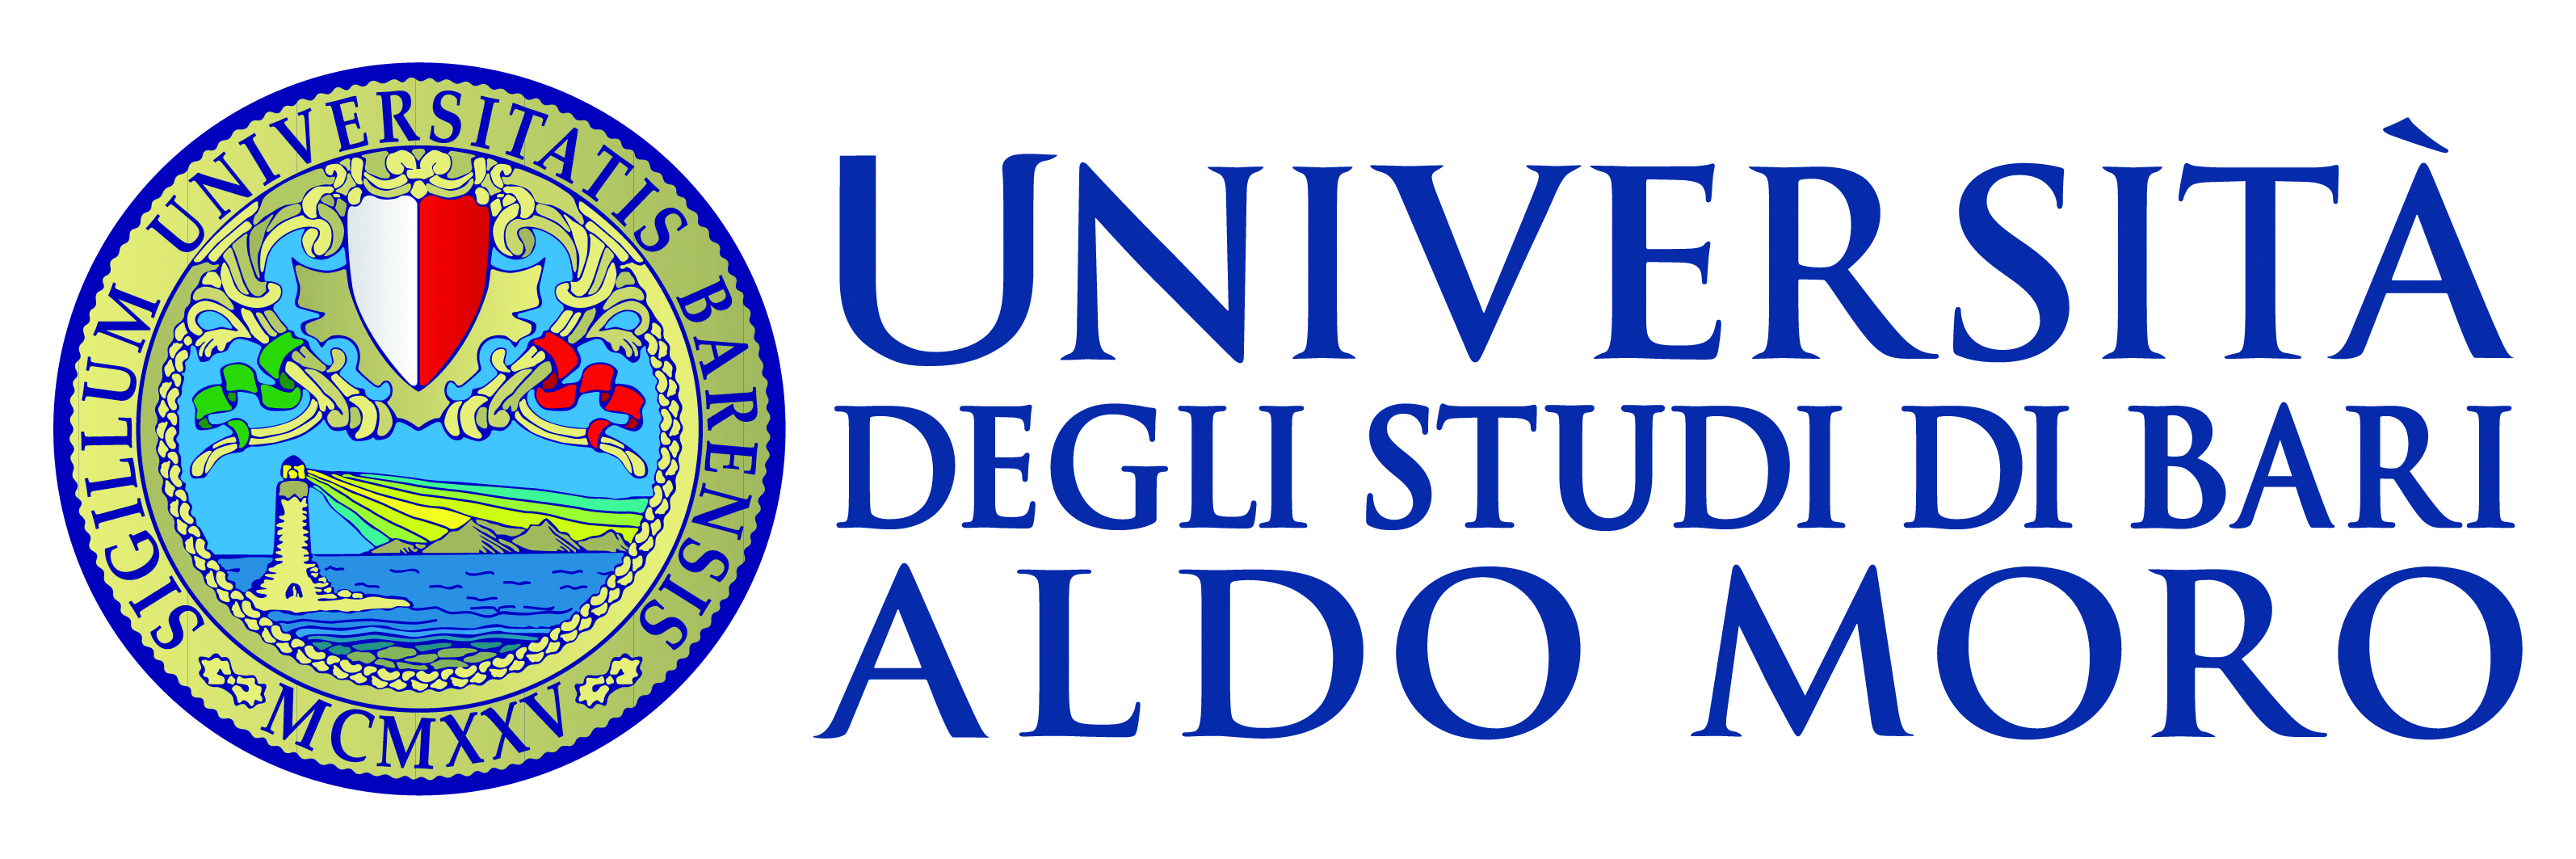 SIGILLUM UNIVERSITATIS BARENSIS
MCMXXV
UNIVERSITÀ
DEGLI STUDI DI BARI
ALDO MORO